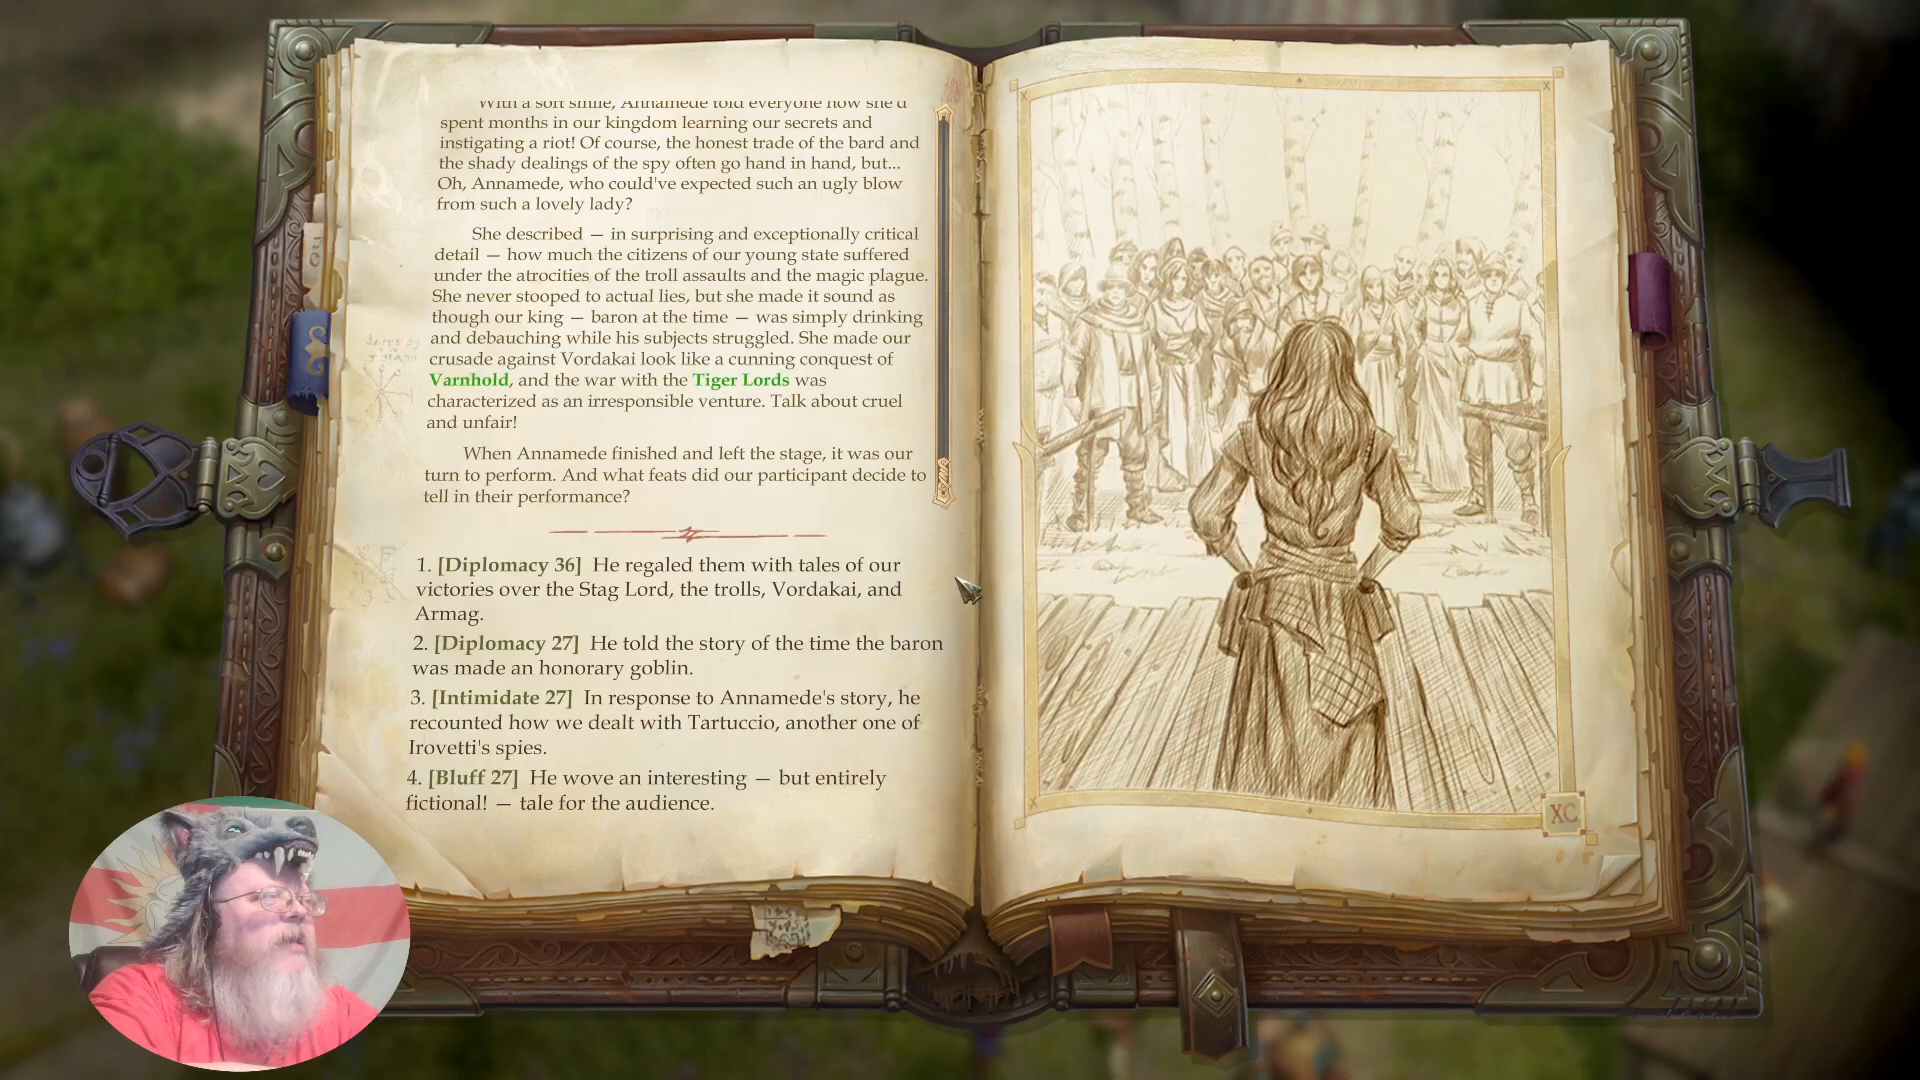 With a soft smile, Annamede told everyone how she'd
spent months in our kingdom learning our secrets and
instigating a riot! Of course, the honest trade of the bard and
the shady dealings of the spy often go hand in hand, but...
Oh, Annamede, who could've expected such an ugly blow
from such a lovely lady?
She described — in surprising and exceptionally critical
detail — how much the citizens of our young state suffered
under the atrocities of the troll assaults and the magic plague.
She never stooped to actual lies, but she made it sound as
though our king — baron at the time — was simply drinking
and debauching while his subjects struggled. She made our
crusade against Vordakai look like a cunning conquest of
Varnhold, and the war with the Tiger Lords was
characterized as an irresponsible venture. Talk about cruel
and unfair!
When Annamede finished and left the stage, it was our
turn to perform. And what feats did our participant decide to
tell in their performance?
1. [Diplomacy 36] He regaled them with tales of our
victories over the Stag Lord, the trolls, Vordakai, and
Armag.
2. [Diplomacy 27] He told the story of the time the baron
was made an honorary goblin.
3. [Intimidate 27] In response to Annamede's story, he
recounted how we dealt with Tartuccio, another one of
Irovetti's spies.
4. [Bluff 27] He wove an interesting — but entirely
fictional! — tale for the audience.
XC